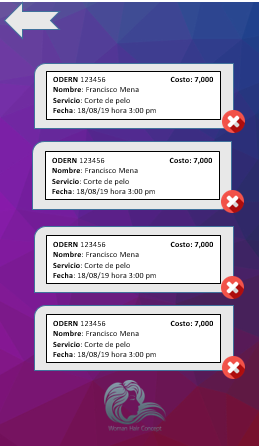 ODERN 123456 Costo: 7,000
Nombre: Francisco Mena
Servicio: Corte de pelo
Fecha: 18/08/19 hora 3:00 pm
ODERN 123456 Costo: 7,000
Nombre: Francisco Mena
Servicio: Corte de pelo
Fecha: 18/08/19 hora 3:00 pm
ODERN 123456 Costo: 7,000
Nombre: Francisco Mena
Servicio: Corte de pelo
Fecha: 18/08/19 hora 3:00 pm
ODERN 123456 Costo: 7,000
Nombre: Francisco Mena
Servicio: Corte de pelo
Fecha: 18/08/19 hora 3:00 pm
Woman Hair Concept